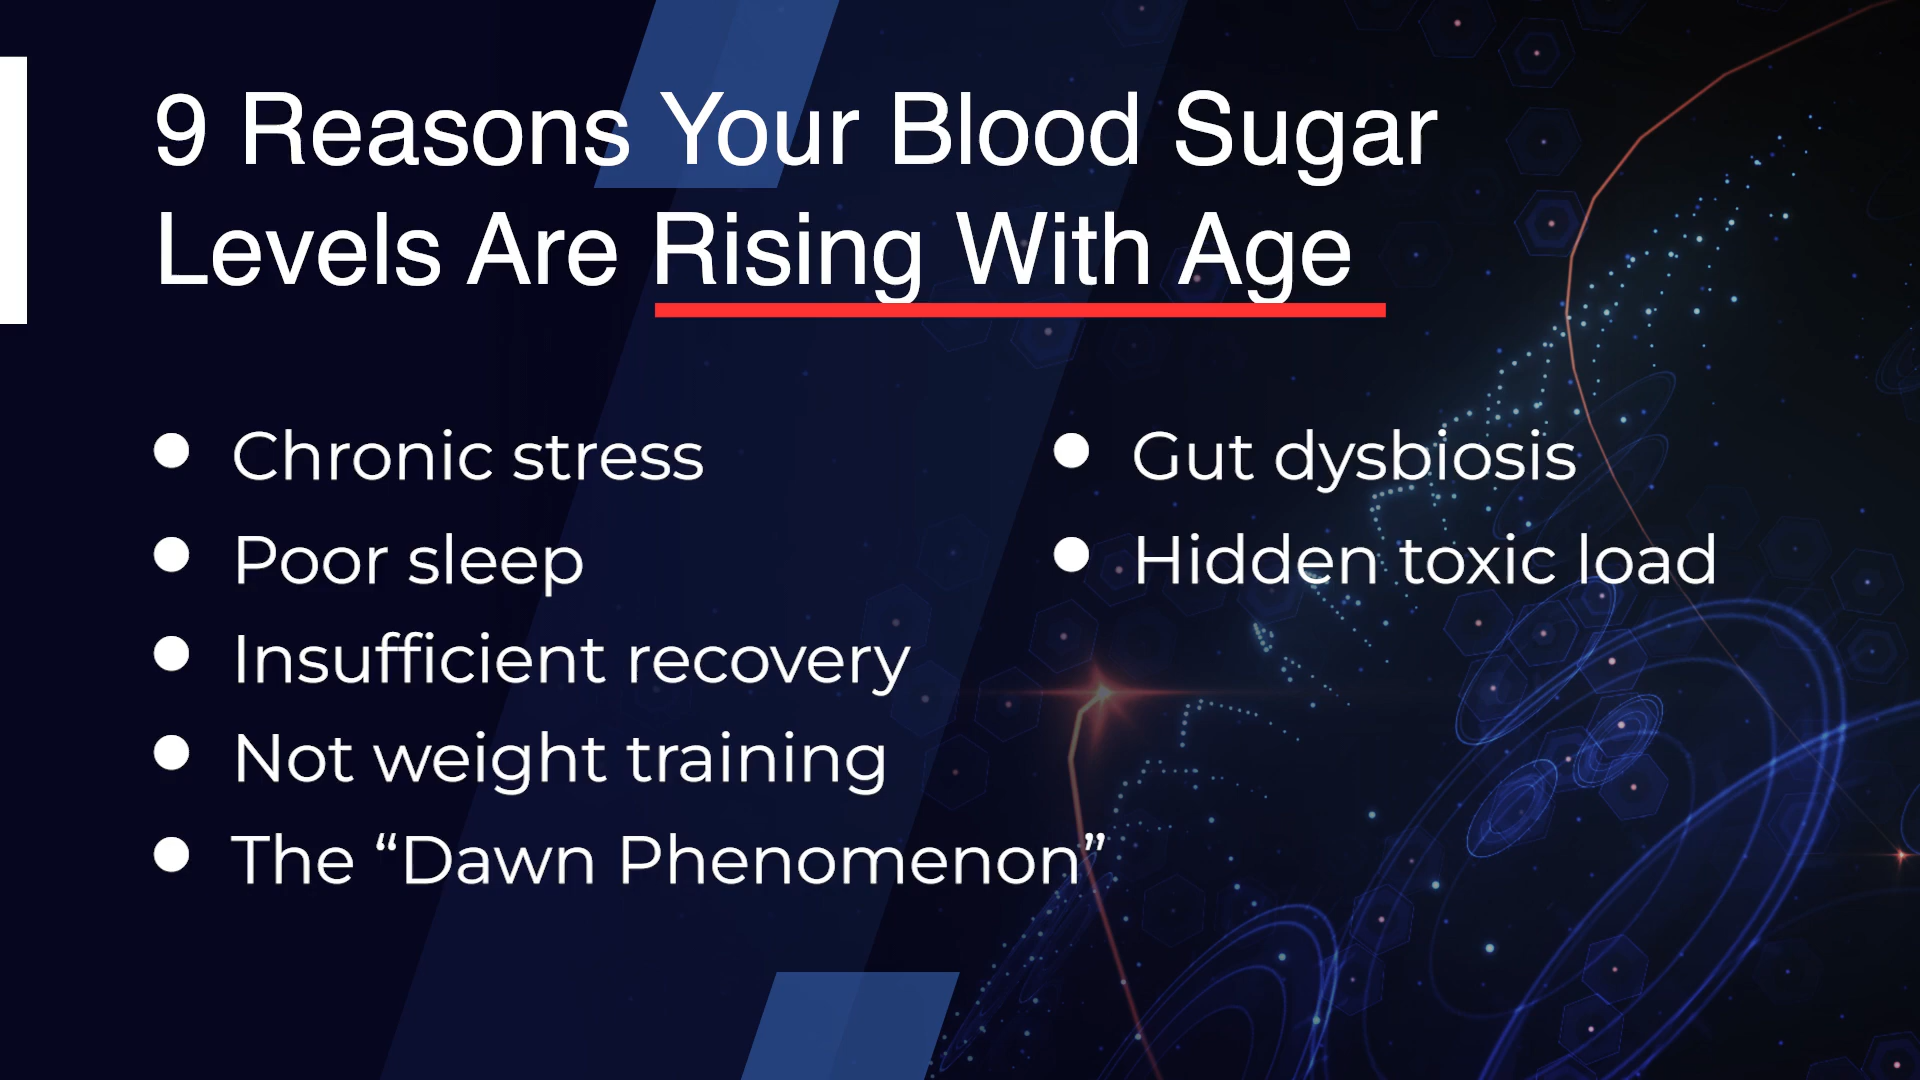 9 Reasons Your Blood Sugar
Levels Are Rising With Age
Chronic stress
Poor sleep
Insufficient recovery
Not weight training
The “Dawn Phenomenon”
Gut dysbiosis
Hidden toxic load